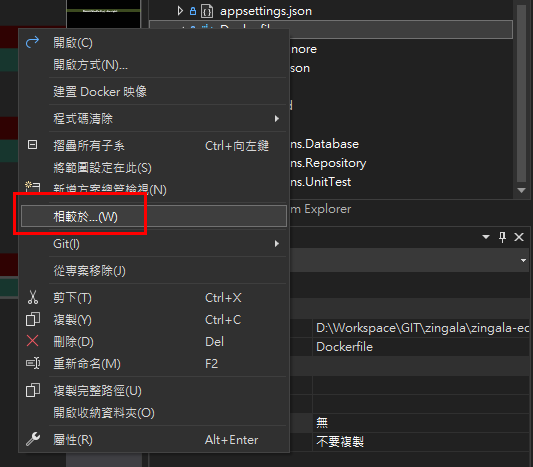 appsettings.json
nore
son
d
ns.Database
ns.Repository
ns.UnitTest
m Explorer
開啟(C)
開啟方式(N)...
建置 Docker 映像
程式碼清除
摺疊所有子系 Ctrl+向左鍵
將範圍設定在此(S)
新增方案總管檢視(N)
相較於...(W)
Git(I)
從專案移除(J)
剪下(T) Ctrl+X
複製(Y) Ctrl+C
刪除(D) Del
重新命名(M) F2
複製完整路徑(U)
開啟收納資料夾(O)
屬性(R) Alt+Enter
D:\Workspace\GIT\zingala\zingala-ec
Dockerfile
無
不要複製